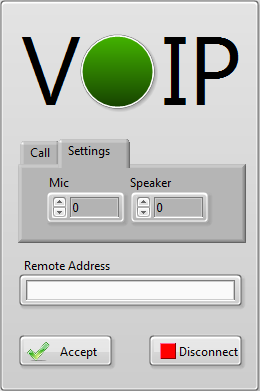 VOIP
Call Settings
Mic Speaker
0 0
Remote Address
Accept Disconnect